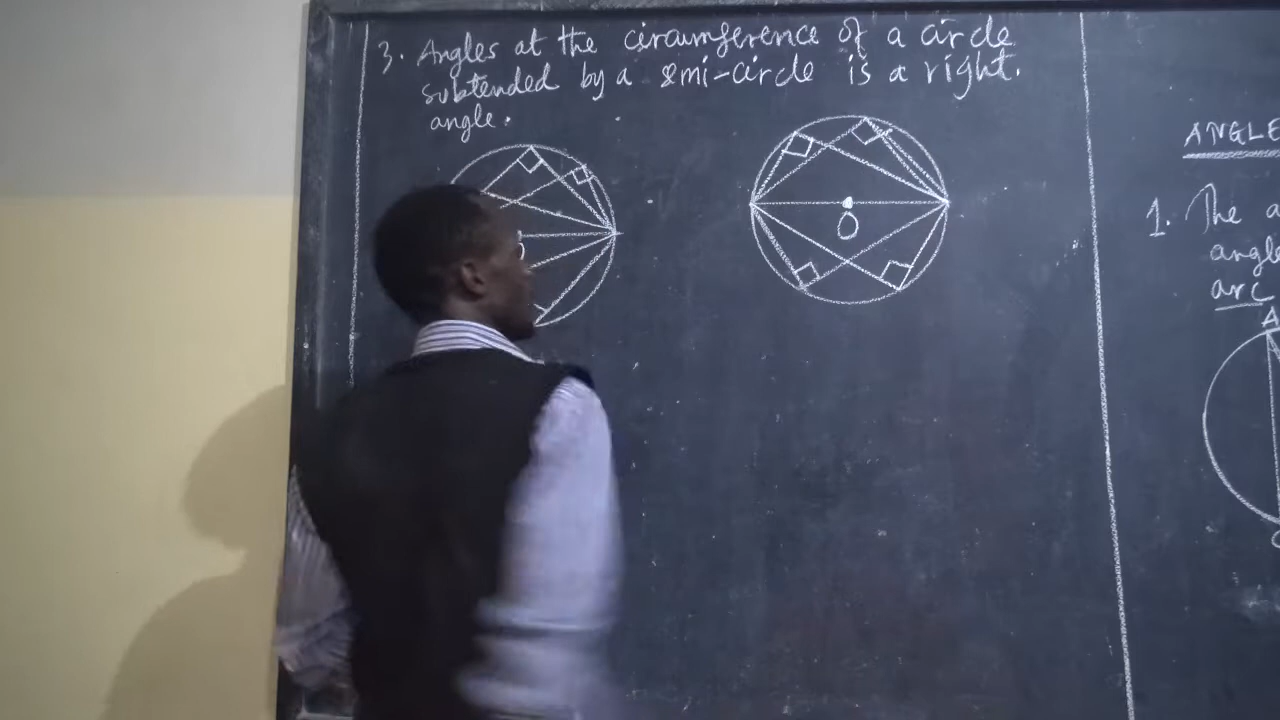 3. Angles at the circumference of a circle
subtended by a semi-circle is a right.
angle.
O
ANGLE
1. The a
angle
arc
A